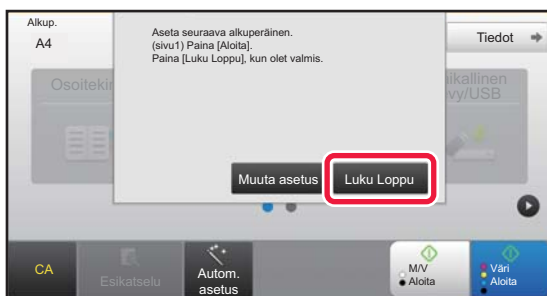 Alkup.
A4
Aseta seuraava alkuperäinen.
(sivu1) Paina [Aloita].
Paina [Luku Loppu], kun olet valmis.
Tiedot
Osoitekir
ikallinen
vy/USB
Muuta asetus
Luku Loppu
CA
Esikatselu
Autom.
asetus
M/V
Aloita
Väri
Aloita